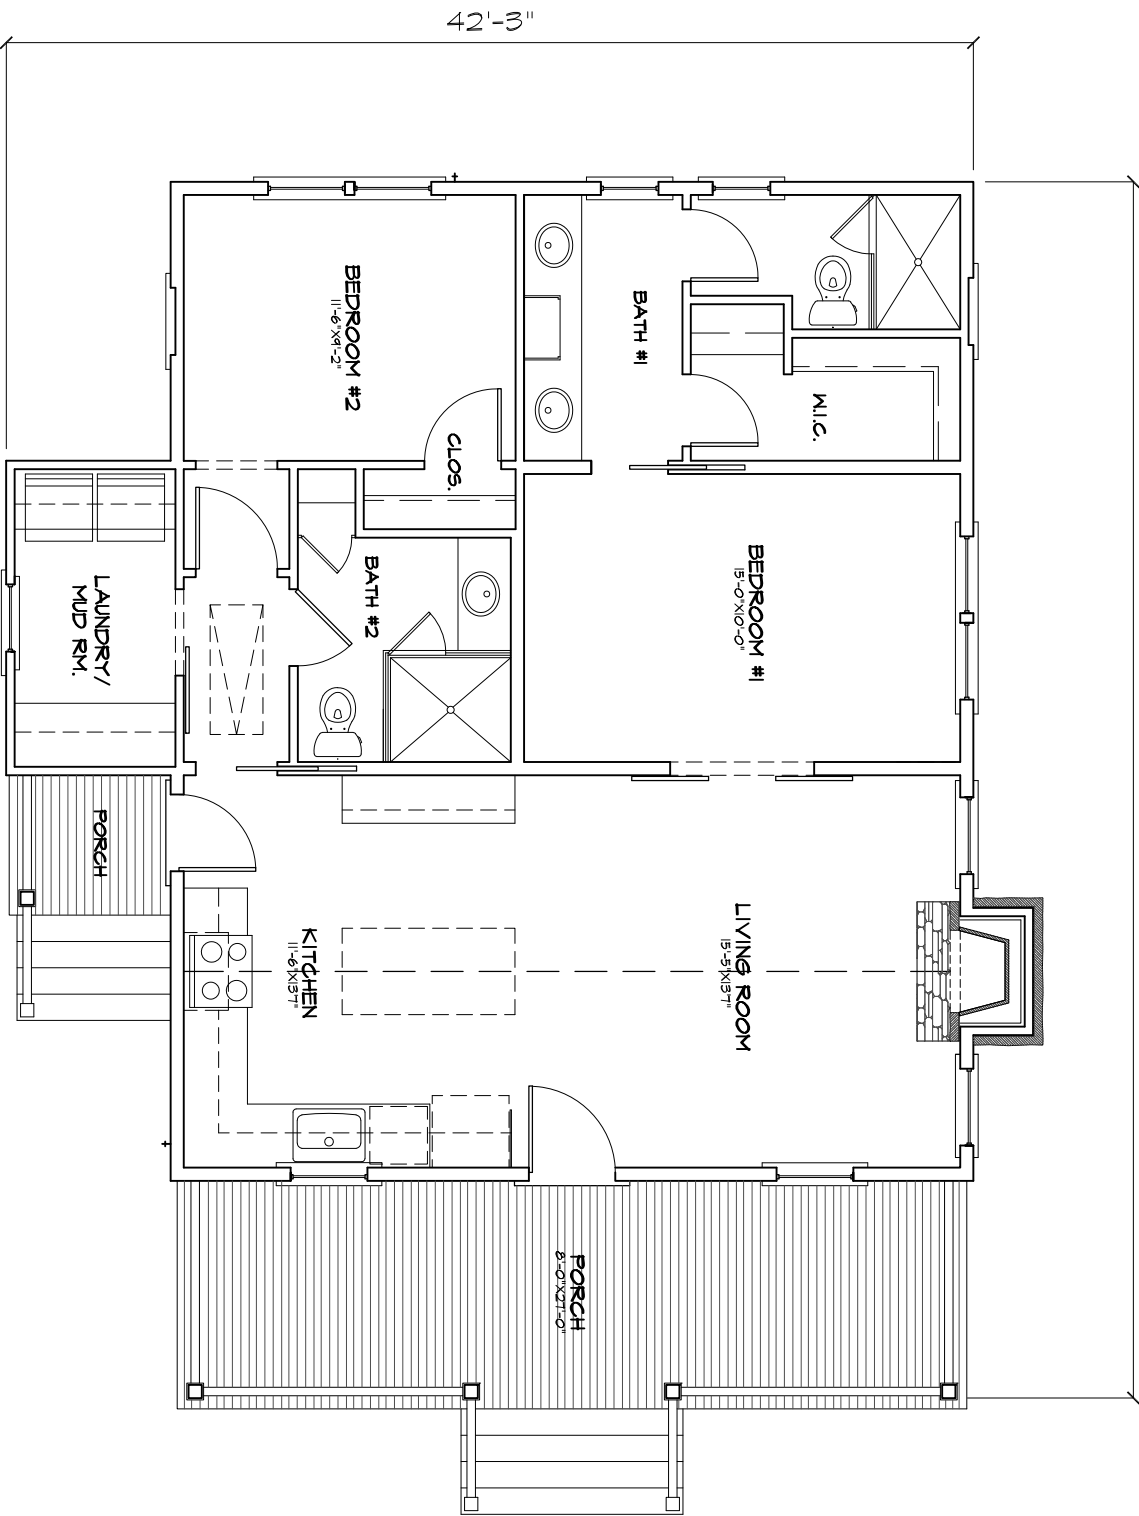 42'-3"
BEDROOM #2
11'-6"X9'-2"
BATH #1
W.I.C.
CLOS.
BATH #2
BEDROOM #1
15'-0"X10'-0"
LAUNDRY/
MUD RM.
PORCH
KITCHEN
11'-6"X13'7"
LIVING ROOM
15'-5"X13'7"
PORCH
8'-0"X27'-0"